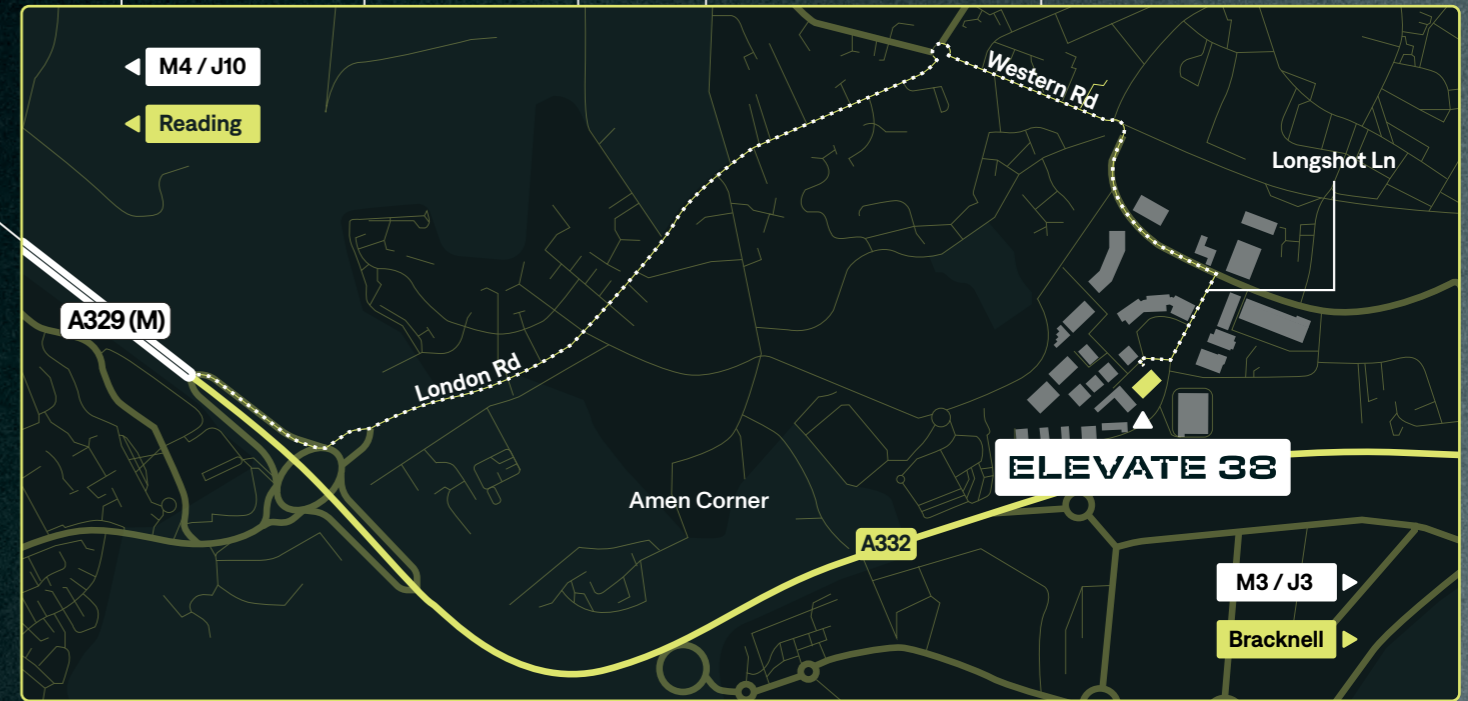 M4 / J10
Reading
Western Rd
Longshot Ln
A329 (M)
London Rd
ELEVATE 38
Amen Corner
A332
M3 / J3
Bracknell